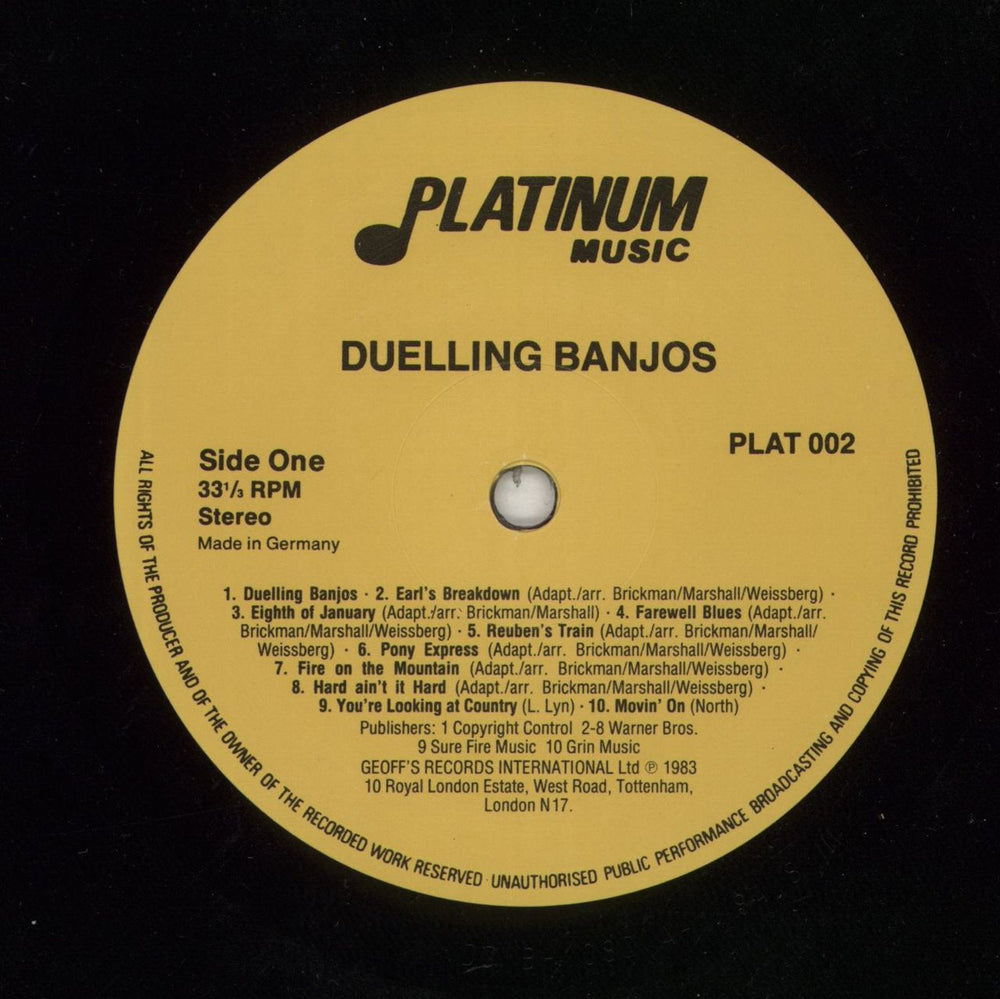 PLATINUM
MUSIC
DUELLING BANJOS
PLAT 002
Side One
33⅓ RPM
Stereo
Made in Germany
1. Duelling Banjos · 2. Earl's Breakdown (Adapt./arr. Brickman/Marshall/Weissberg) ·
3. Eighth of January (Adapt./arr. Brickman/Marshall) · 4. Farewell Blues (Adapt./arr.
Brickman/Marshall/Weissberg) · 5. Reuben's Train (Adapt./arr. Brickman/Marshall/
Weissberg) · 6. Pony Express (Adapt./arr. Brickman/Marshall/Weissberg) ·
7. Fire on the Mountain (Adapt./arr. Brickman/Marshall/Weissberg) ·
8. Hard ain't it Hard (Adapt./arr. Brickman/Marshall/Weissberg) ·
9. You're Looking at Country (L. Lyn) · 10. Movin' On (North)
Publishers: 1 Copyright Control 2-8 Warner Bros.
9 Sure Fire Music 10 Grin Music
GEOFF'S RECORDS INTERNATIONAL Ltd ℗ 1983
10 Royal London Estate, West Road, Tottenham,
London N17.
ALL RIGHTS OF THE PRODUCER AND OF THE OWNER OF THE RECORDED WORK RESERVED · UNAUTHORISED PUBLIC PERFORMANCE BROADCASTING AND COPYING OF THIS RECORD PROHIBITED